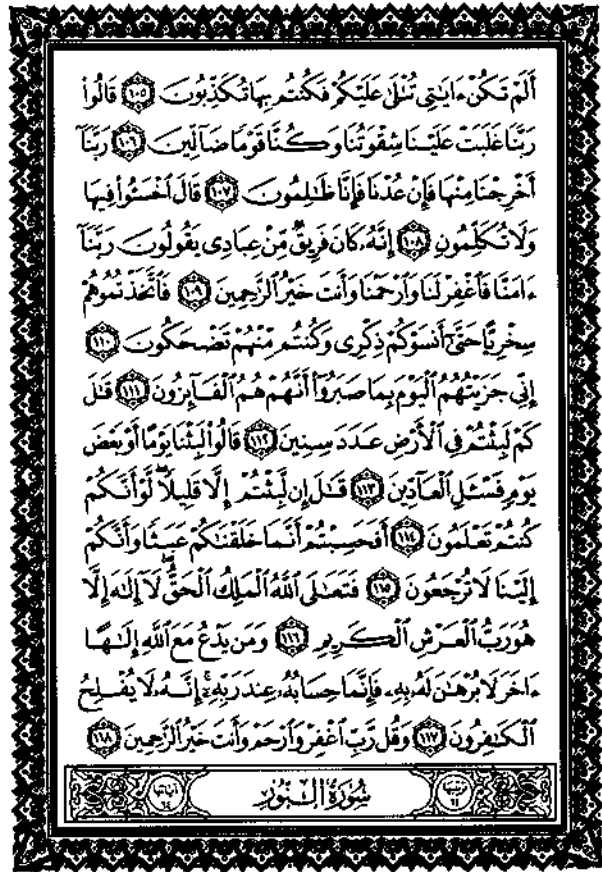 أَلَمْ تَكُنْ ءَايَٰتِي تُتْلَىٰ عَلَيْكُمْ فَكُنتُم بِهَا تُكَذِّبُونَ ﴿١٠٥﴾ قَالُوا۟
رَبَّنَا غَلَبَتْ عَلَيْنَا شِقْوَتُنَا وَكُنَّا قَوْمًا ضَآلِّينَ ﴿١٠٦﴾ رَبَّنَآ
أَخْرِجْنَا مِنْهَا فَإِنْ عُدْنَا فَإِنَّا ظَٰلِمُونَ ﴿١٠٧﴾ قَالَ ٱخْسَـُٔوا۟ فِيهَا
وَلَا تُكَلِّمُونِ ﴿١٠٨﴾ إِنَّهُۥ كَانَ فَرِيقٌ مِّنْ عِبَادِى يَقُولُونَ رَبَّنَآ
ءَامَنَّا فَٱغْفِرْ لَنَا وَٱرْحَمْنَا وَأَنتَ خَيْرُ ٱلرَّٰحِمِينَ ﴿١٠٩﴾ فَٱتَّخَذْتُمُوهُمْ
سِخْرِيًّا حَتَّىٰٓ أَنسَوْكُمْ ذِكْرِى وَكُنتُم مِّنْهُمْ تَضْحَكُونَ ﴿١١٠﴾
إِنِّى جَزَيْتُهُمُ ٱلْيَوْمَ بِمَا صَبَرُوٓا۟ أَنَّهُمْ هُمُ ٱلْفَآئِزُونَ ﴿١١١﴾ قَٰلَ
كَمْ لَبِثْتُمْ فِى ٱلْأَرْضِ عَدَدَ سِنِينَ ﴿١١٢﴾ قَالُوا۟ لَبِثْنَا يَوْمًا أَوْ بَعْضَ
يَوْمٍ فَسْـَٔلِ ٱلْعَآدِّينَ ﴿١١٣﴾ قَٰلَ إِن لَّبِثْتُمْ إِلَّا قَلِيلًا ۖ لَّوْ أَنَّكُمْ
كُنتُمْ تَعْلَمُونَ ﴿١١٤﴾ أَفَحَسِبْتُمْ أَنَّمَا خَلَقْنَٰكُمْ عَبَثًا وَأَنَّكُمْ
إِلَيْنَا لَا تُرْجَعُونَ ﴿١١٥﴾ فَتَعَٰلَى ٱللَّهُ ٱلْمَلِكُ ٱلْحَقُّ ۖ لَآ إِلَٰهَ إِلَّا
هُوَ رَبُّ ٱلْعَرْشِ ٱلْكَرِيمِ ﴿١١٦﴾ وَمَن يَدْعُ مَعَ ٱللَّهِ إِلَٰهًا
ءَاخَرَ لَا بُرْهَٰنَ لَهُۥ بِهِۦ فَإِنَّمَا حِسَابُهُۥ عِندَ رَبِّهِۦٓ ۚ إِنَّهُۥ لَا يُفْلِحُ
ٱلْكَٰفِرُونَ ﴿١١٧﴾ وَقُل رَّبِّ ٱغْفِرْ وَٱرْحَمْ وَأَنتَ خَيْرُ ٱلرَّٰحِمِينَ ﴿١١٨﴾
سُورَةُ ٱلنُّورِ